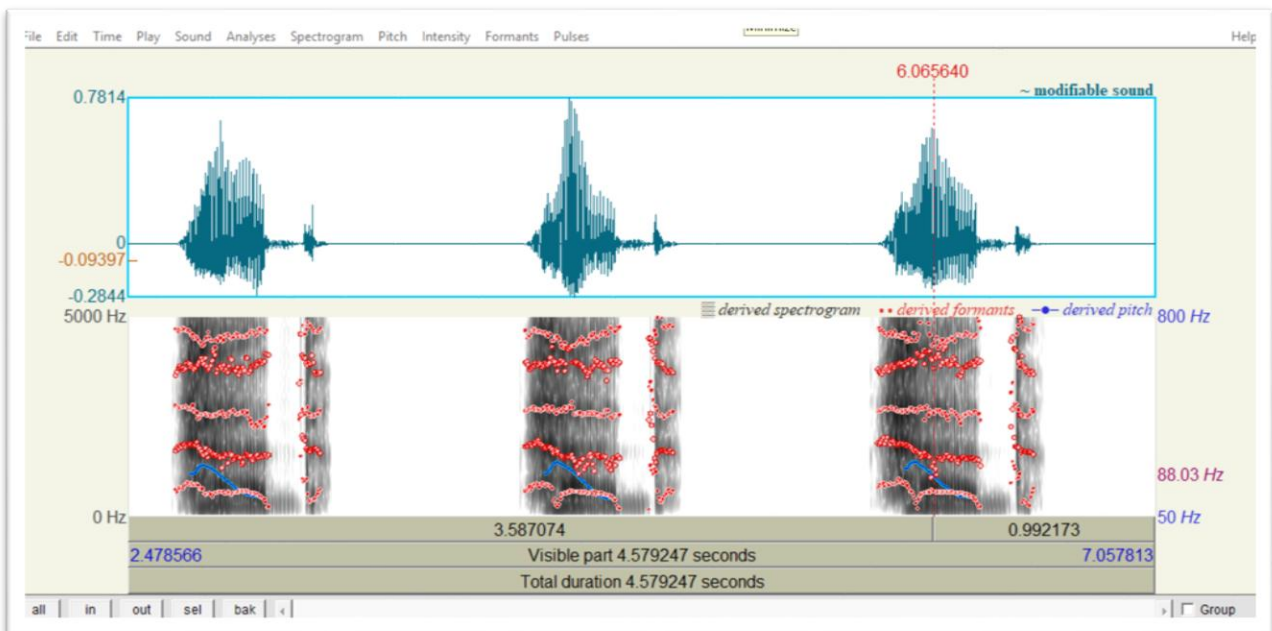 File Edit Time Play Sound Analyses Spectrogram Pitch Intensity Formants Pulses Help
6.065640
0.7814
~ modifiable sound
0
-0.09397
-0.2844
5000 Hz
derived spectrogram derived formants derived pitch
800 Hz
88.03 Hz
0 Hz
50 Hz
3.587074 0.992173
2.478566 Visible part 4.579247 seconds 7.057813
Total duration 4.579247 seconds
all in out sel bak Group